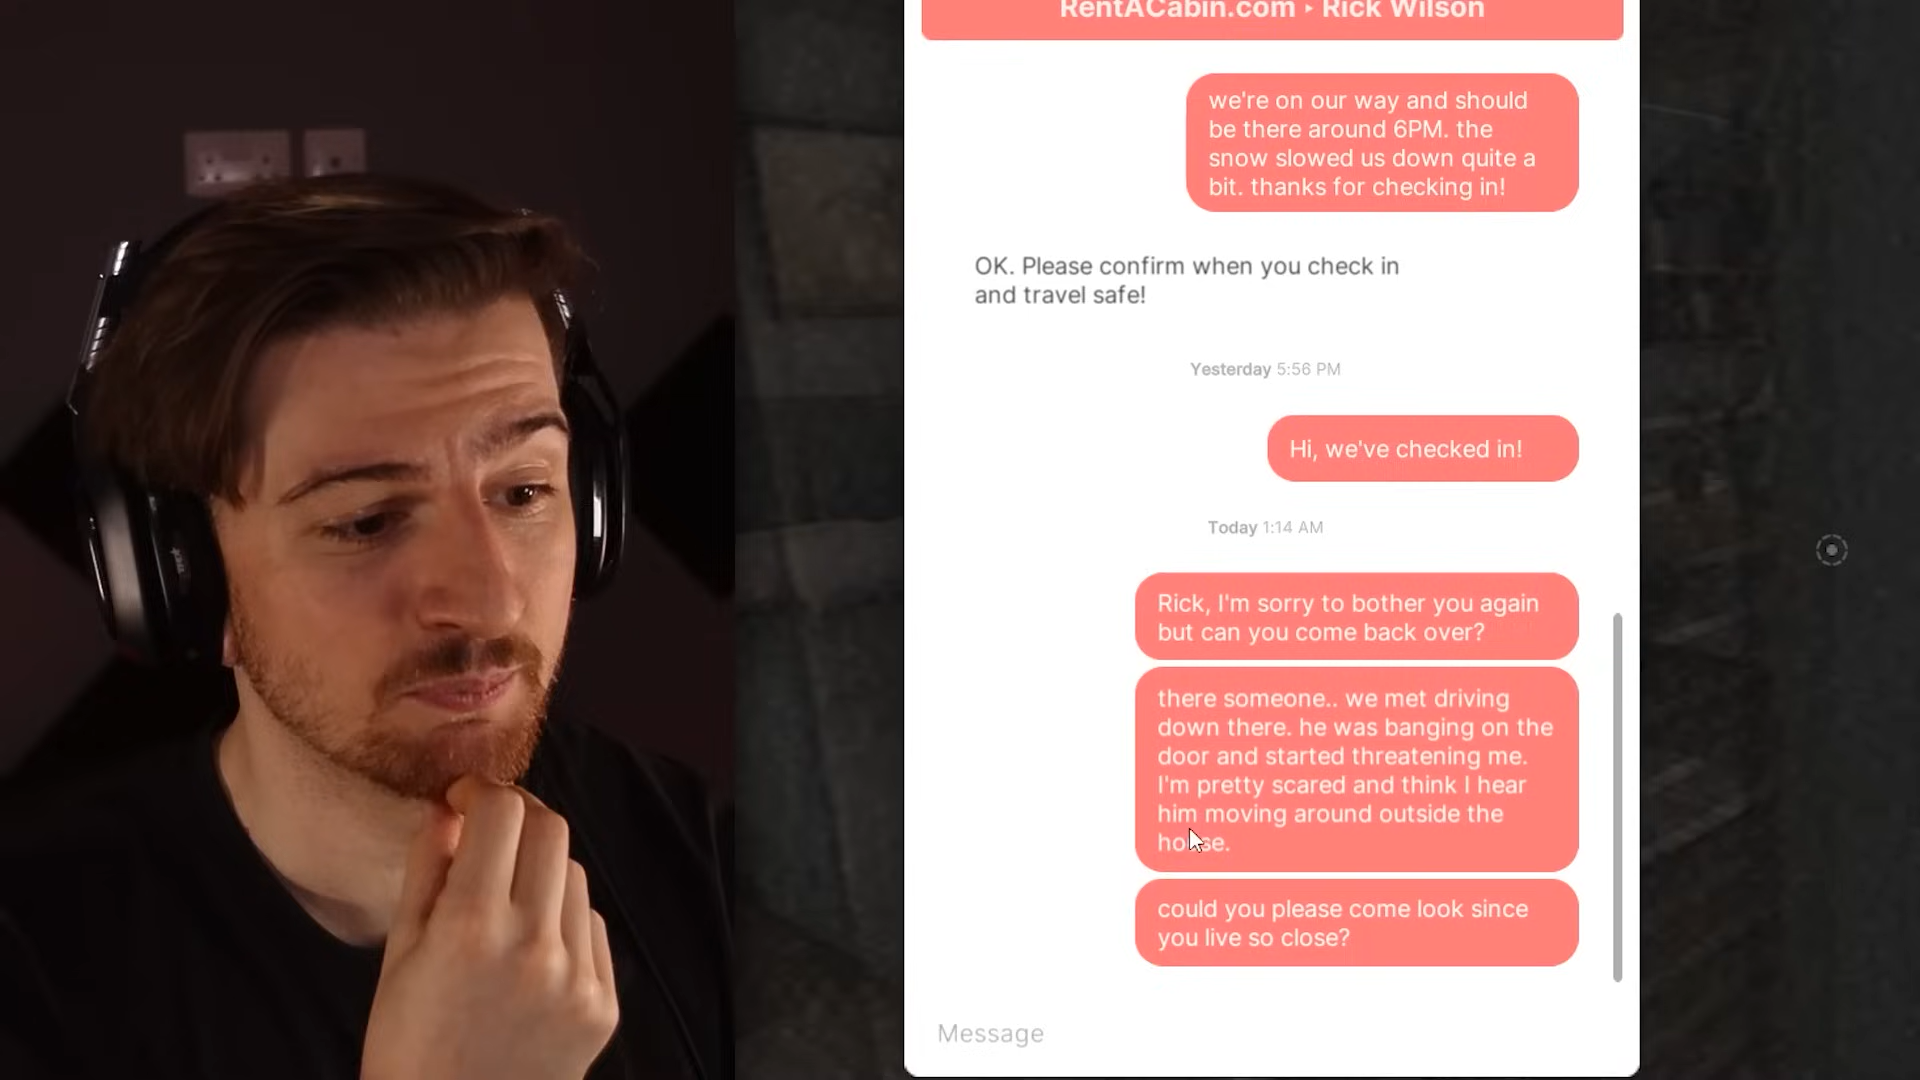 RentACabin.com ▸ Rick Wilson
we're on our way and should
be there around 6PM. the
snow slowed us down quite a
bit. thanks for checking in!
OK. Please confirm when you check in
and travel safe!
Yesterday 5:56 PM
Hi, we've checked in!
Today 1:14 AM
Rick, I'm sorry to bother you again
but can you come back over?
there someone.. we met driving
down there. he was banging on the
door and started threatening me.
I'm pretty scared and think I hear
him moving around outside the
house.
could you please come look since
you live so close?
Message